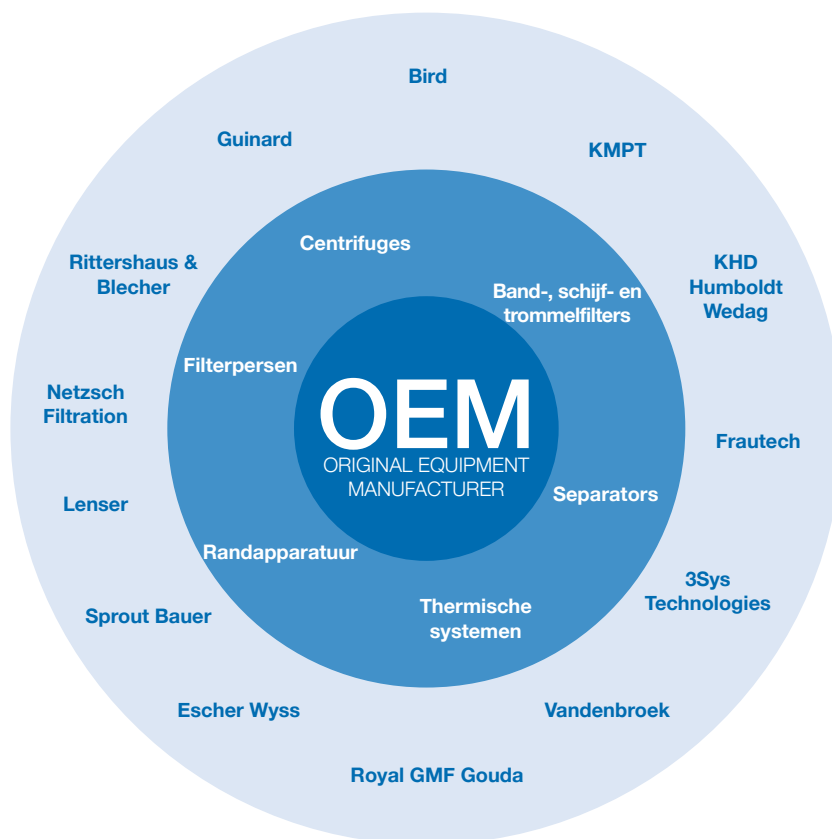 Bird
Guinard
KMPT
Centrifuges
Rittershaus &
Blecher
KHD
Humboldt
Wedag
Band-, schijf- en
trommelfilters
Filterpersen
OEM
ORIGINAL EQUIPMENT
MANUFACTURER
Netzsch
Filtration
Frautech
Separators
Lenser
Randapparatuur
3Sys
Technologies
Thermische
systemen
Sprout Bauer
Escher Wyss
Vandenbroek
Royal GMF Gouda